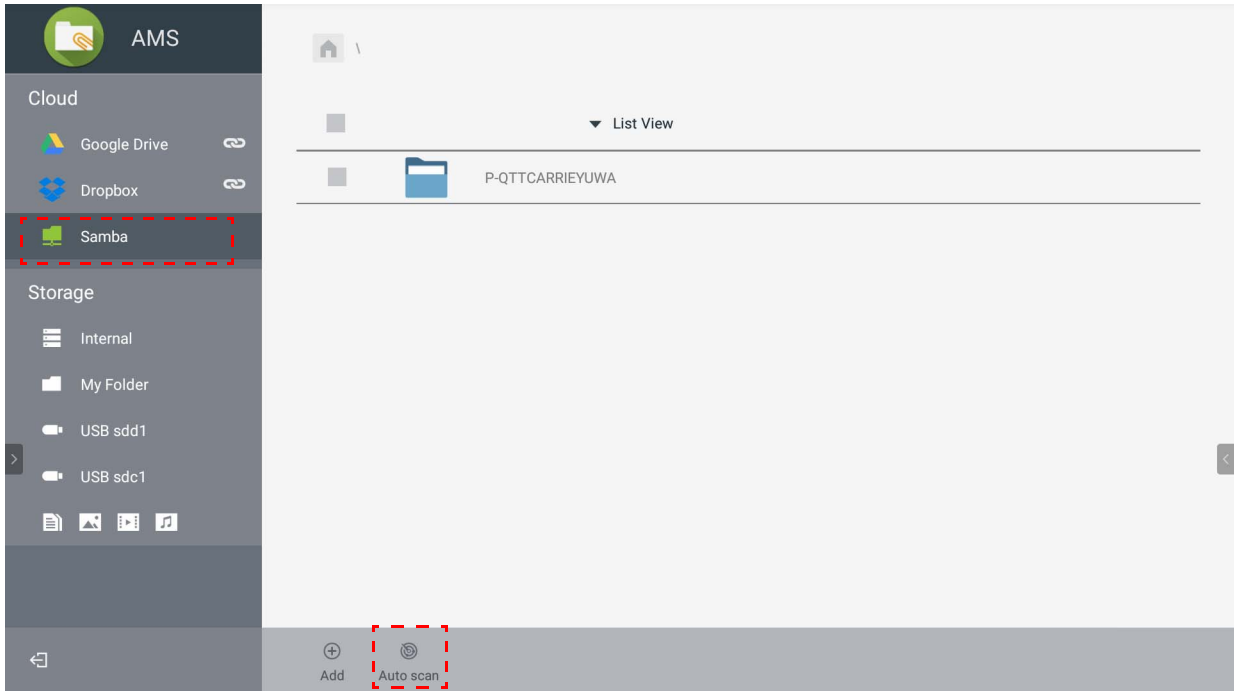 AMS
Cloud
Google Drive
Dropbox
Samba
Storage
Internal
My Folder
USB sdd1
USB sdc1
\
List View
P-QTTCARRIEYUWA
Add
Auto scan